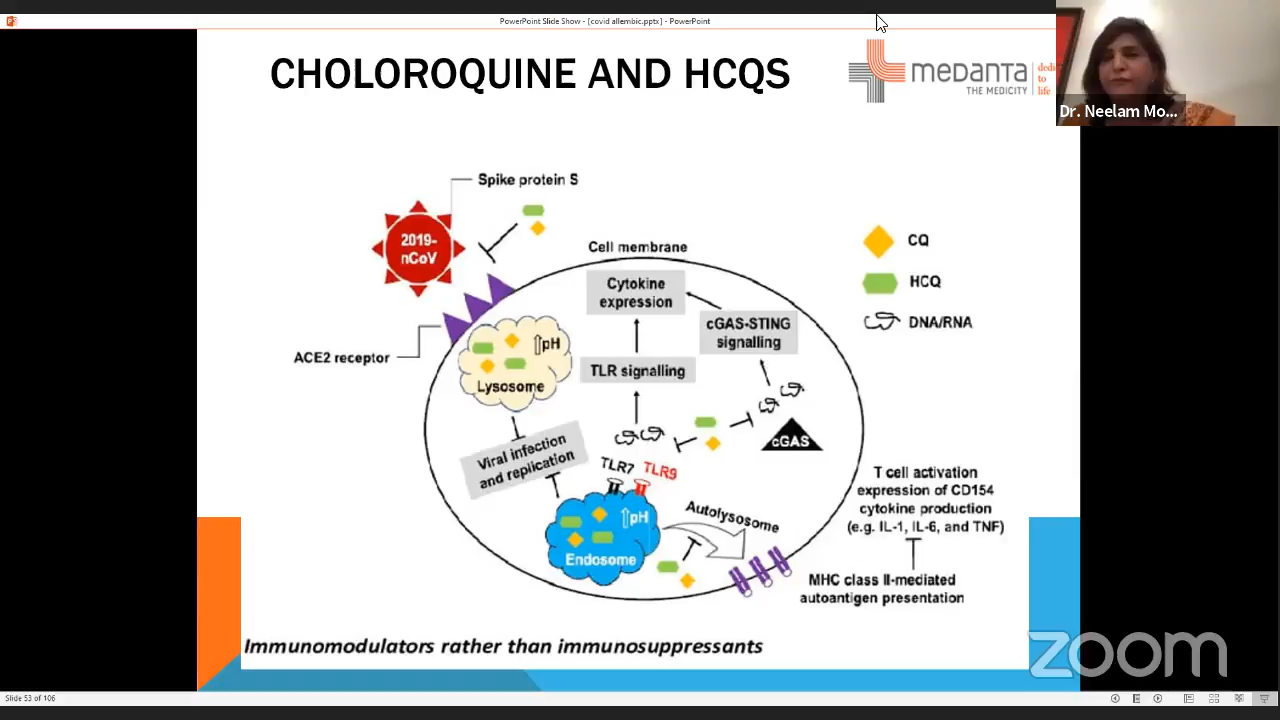 PowerPoint Slide Show - [covid allembic.pptx] - PowerPoint
CHOLOROQUINE AND HCQS
medanta
THE MEDICITY
dedi
to
life
Dr. Neelam Mo...
Spike protein S
2019-
nCoV
Cell membrane
CQ
HCQ
DNA/RNA
Cytokine
expression
cGAS-STING
signalling
ACE2 receptor
⇧pH
Lysosome
TLR signalling
Viral infection
and replication
cGAS
TLR7 TLR9
T cell activation
expression of CD154
cytokine production
(e.g. IL-1, IL-6, and TNF)
⇧pH
Endosome
Autolysosome
MHC class II-mediated
autoantigen presentation
Immunomodulators rather than immunosuppressants
zoom
Slide 53 of 106